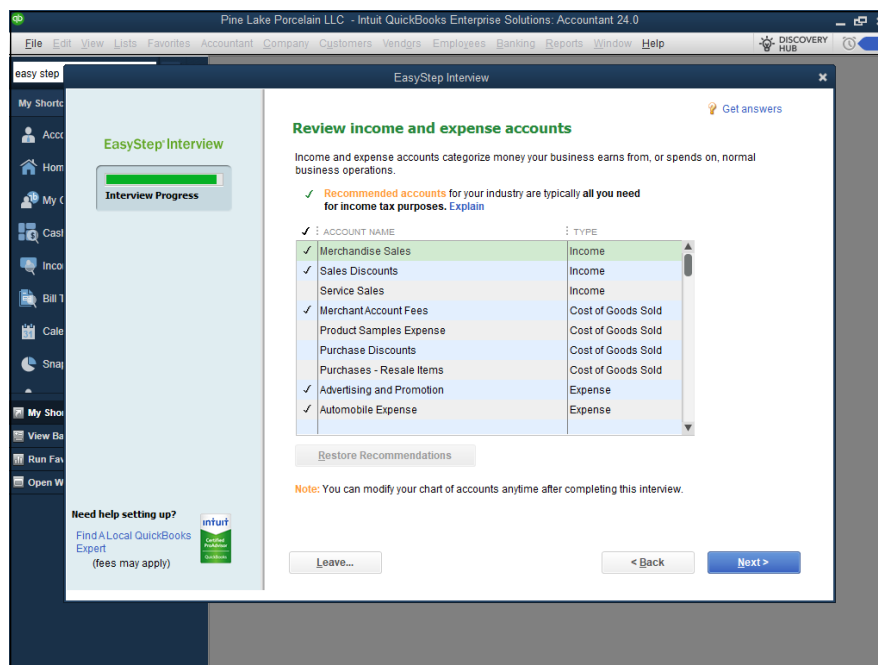 qb
Pine Lake Porcelain LLC - Intuit QuickBooks Enterprise Solutions: Accountant 24.0
File Edit View Lists Favorites Accountant Company Customers Vendors Employees Banking Reports Window Help
DISCOVERY
HUB
easy step
EasyStep Interview
My Shortc
Acco
Hom
My C
Cash
Inco
Bill T
Cale
Snap
My Shor
View Ba
Run Fav
Open W
EasyStep Interview
Interview Progress
Need help setting up?
Find A Local QuickBooks
Expert
(fees may apply)
intuit
Certified
ProAdvisor
QuickBooks
Get answers
Review income and expense accounts
Income and expense accounts categorize money your business earns from, or spends on, normal
business operations.
✓ Recommended accounts for your industry are typically all you need
for income tax purposes. Explain
✓ ACCOUNT NAME TYPE
✓ Merchandise Sales Income
✓ Sales Discounts Income
Service Sales Income
✓ Merchant Account Fees Cost of Goods Sold
Product Samples Expense Cost of Goods Sold
Purchase Discounts Cost of Goods Sold
Purchases - Resale Items Cost of Goods Sold
✓ Advertising and Promotion Expense
✓ Automobile Expense Expense
Restore Recommendations
Note: You can modify your chart of accounts anytime after completing this interview.
Leave...
< Back
Next >